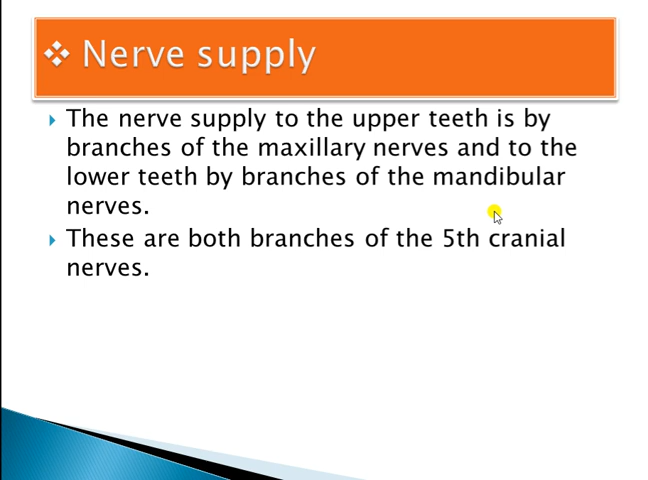 Nerve supply
The nerve supply to the upper teeth is by
branches of the maxillary nerves and to the
lower teeth by branches of the mandibular
nerves.
These are both branches of the 5th cranial
nerves.